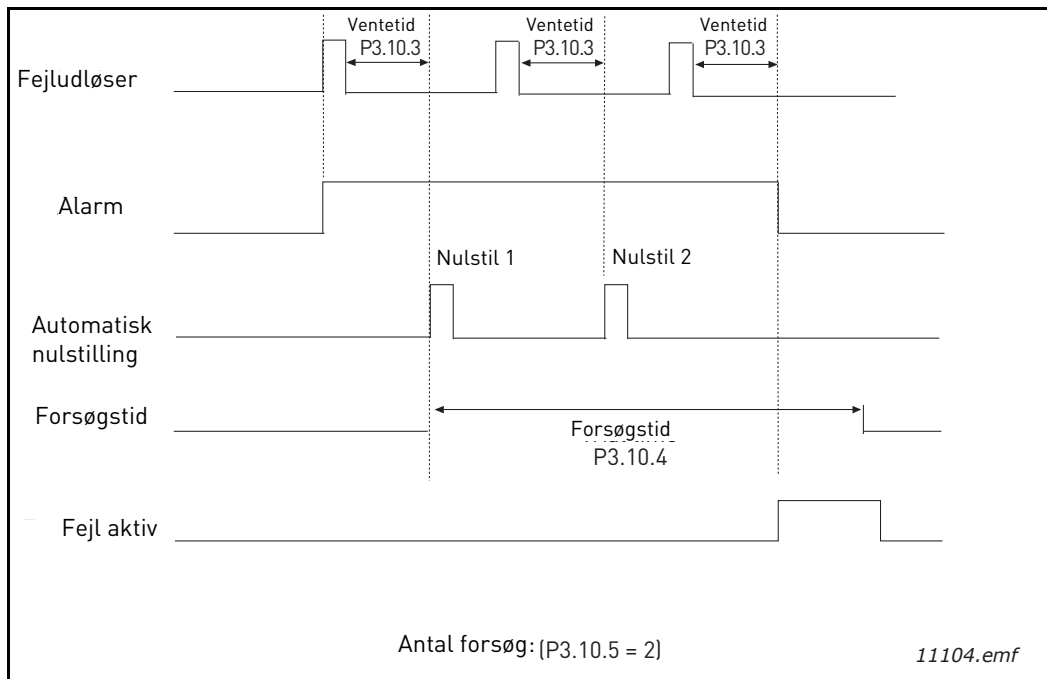 Ventetid
P3.10.3
Ventetid
P3.10.3
Ventetid
P3.10.3
Fejludløser
Alarm
Nulstil 1
Nulstil 2
Automatisk
nulstilling
Forsøgstid
Forsøgstid
P3.10.4
Fejl aktiv
Antal forsøg: (P3.10.5 = 2)
11104.emf